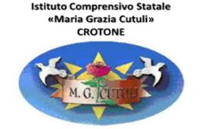 Istituto Comprensivo Statale
«Maria Grazia Cutuli»
CROTONE
M. G. CUTULI